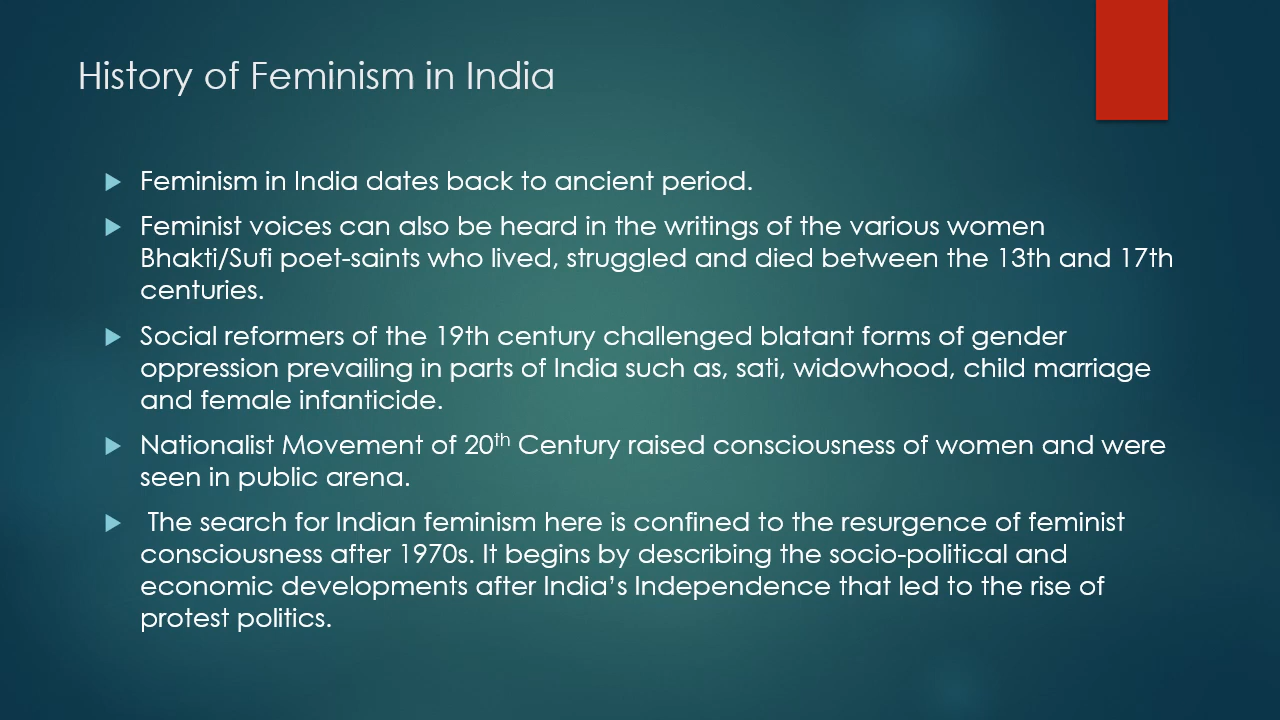 History of Feminism in India
Feminism in India dates back to ancient period.
Feminist voices can also be heard in the writings of the various women
Bhakti/Sufi poet-saints who lived, struggled and died between the 13th and 17th
centuries.
Social reformers of the 19th century challenged blatant forms of gender
oppression prevailing in parts of India such as, sati, widowhood, child marriage
and female infanticide.
Nationalist Movement of 20th Century raised consciousness of women and were
seen in public arena.
The search for Indian feminism here is confined to the resurgence of feminist
consciousness after 1970s. It begins by describing the socio-political and
economic developments after India’s Independence that led to the rise of
protest politics.